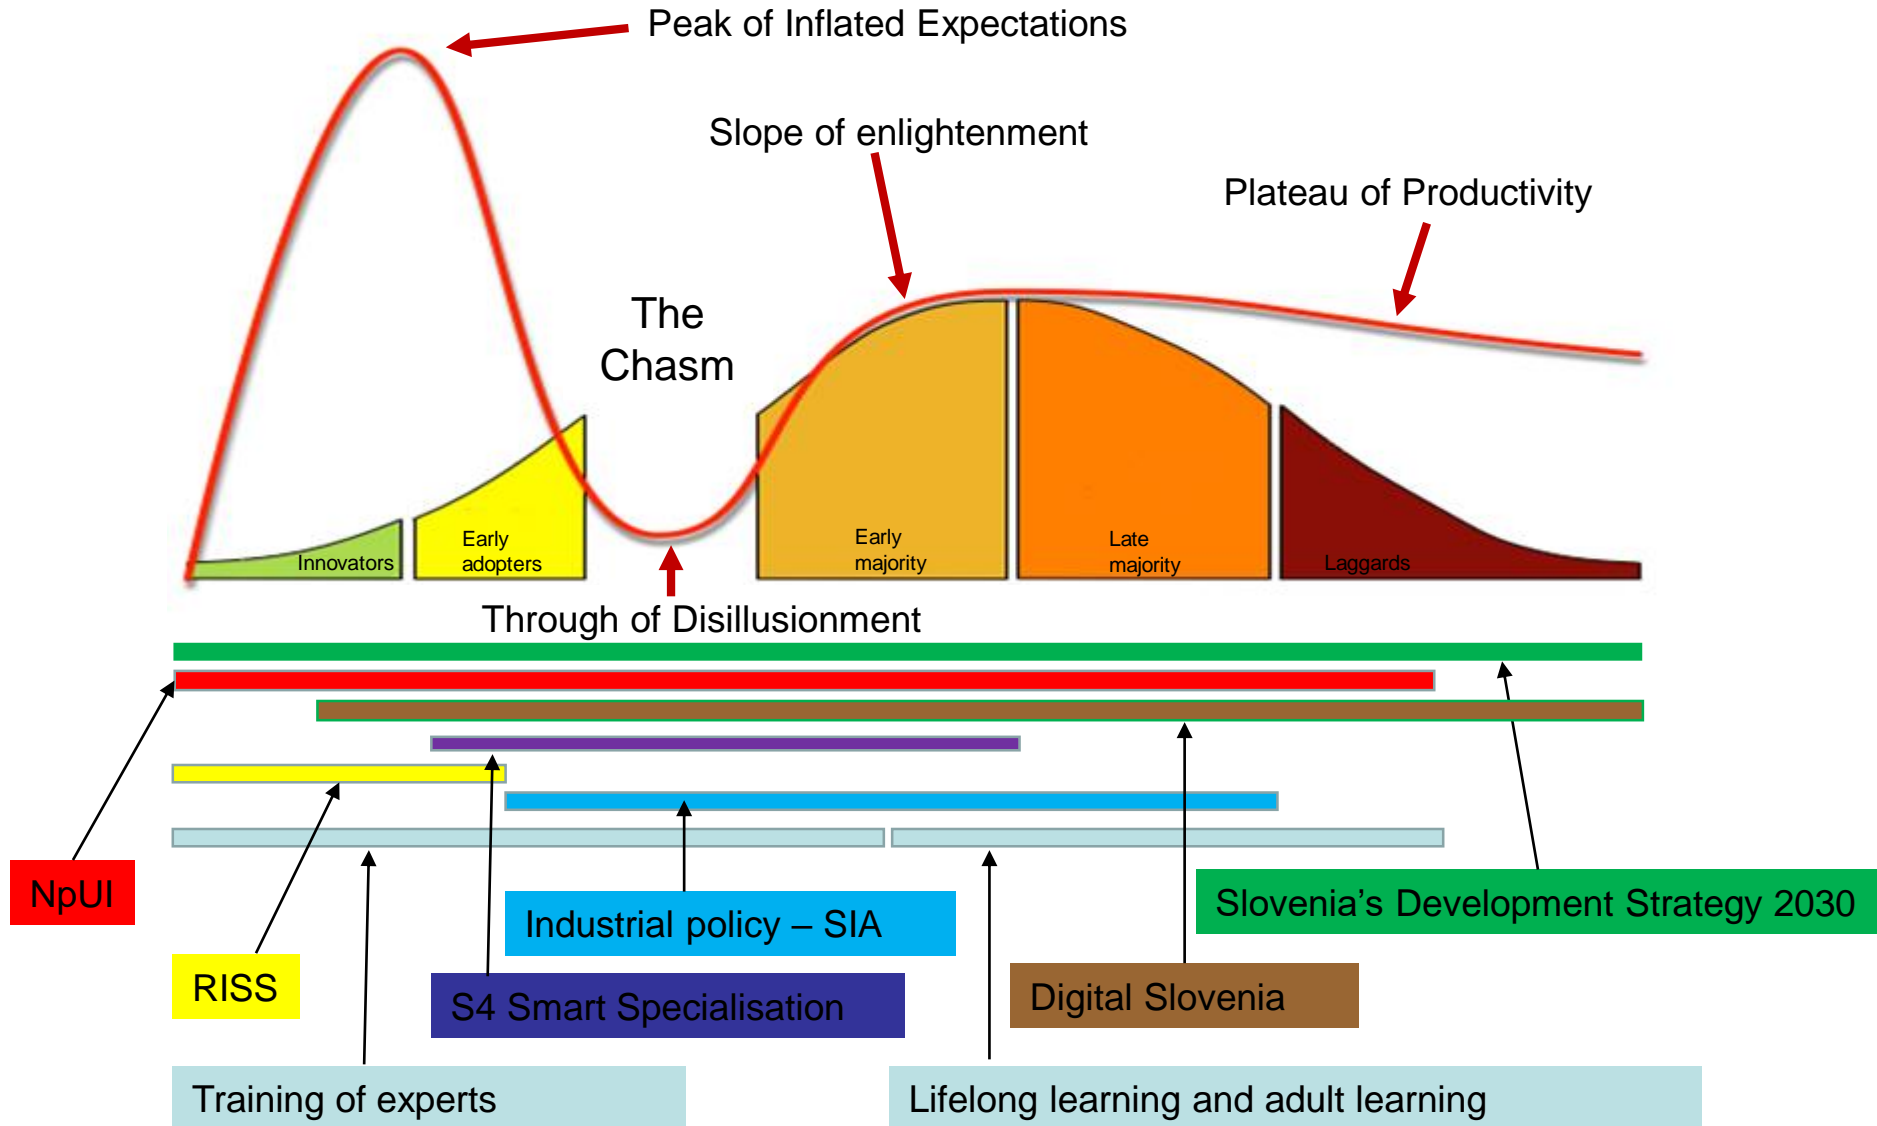 Peak of Inflated Expectations
Slope of enlightenment
Plateau of Productivity
The
Chasm
Innovators
Early
adopters
Early
majority
Late
majority
Laggards
Through of Disillusionment
NpUI
Industrial policy – SIA
Slovenia’s Development Strategy 2030
RISS
S4 Smart Specialisation
Digital Slovenia
Training of experts
Lifelong learning and adult learning